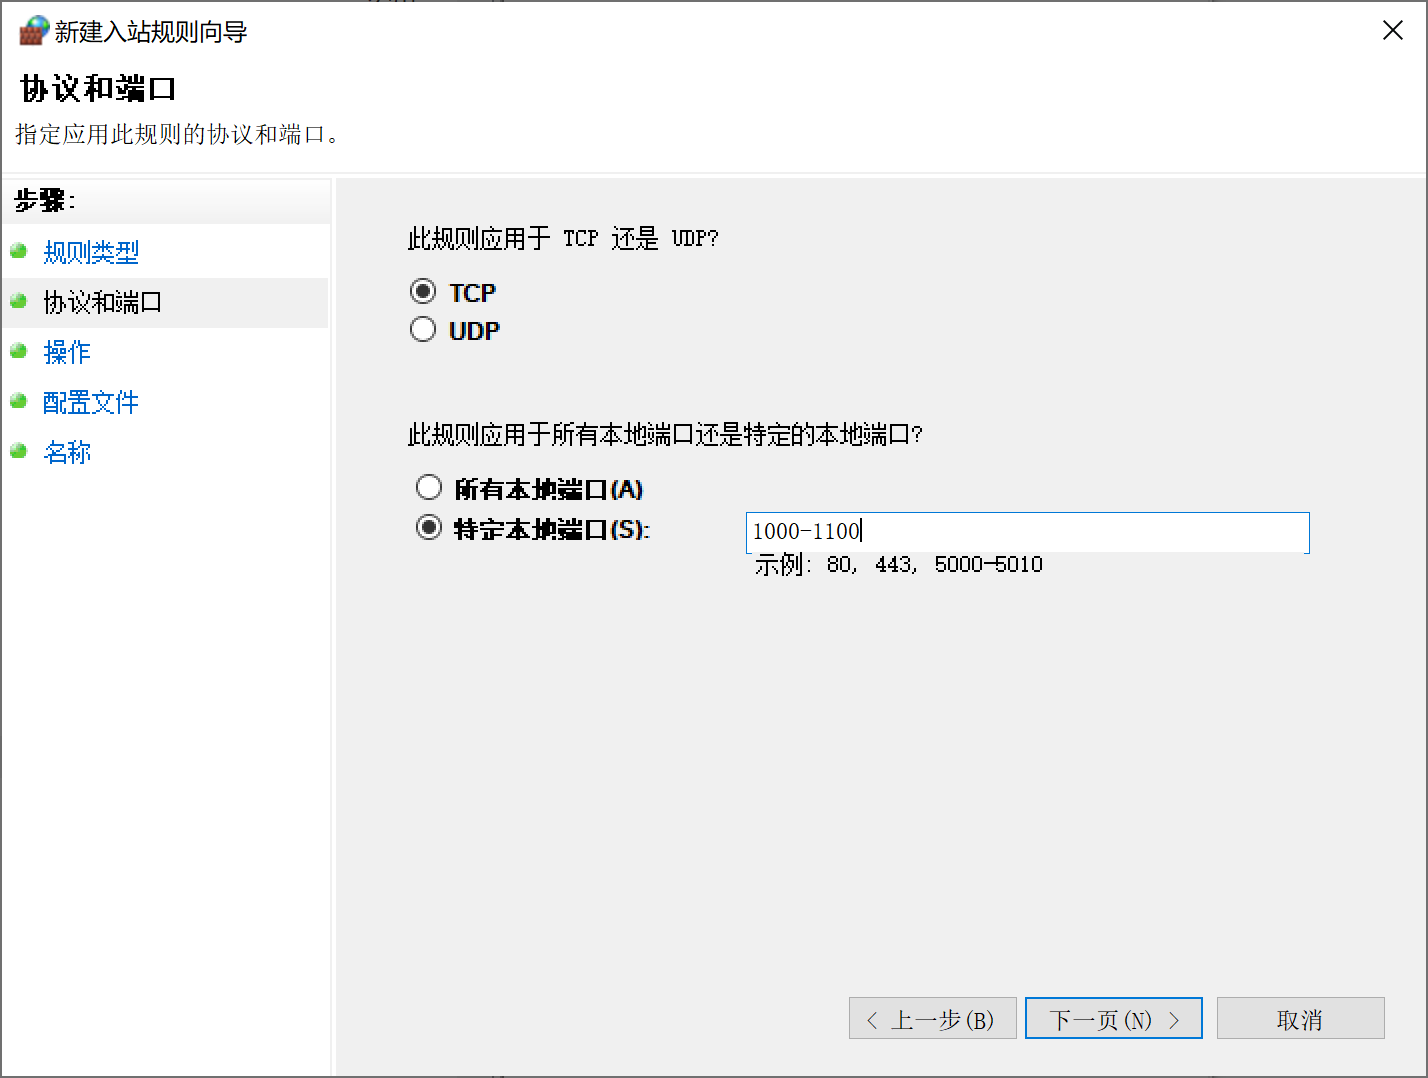 新建入站规则向导
协议和端口
指定应用此规则的协议和端口。
步骤:
规则类型
协议和端口
操作
配置文件
名称
此规则应用于 TCP 还是 UDP?
TCP
UDP
此规则应用于所有本地端口还是特定的本地端口?
所有本地端口(A)
特定本地端口(S):
1000-1100
示例: 80, 443, 5000-5010
< 上一步(B)
下一页(N) >
取消